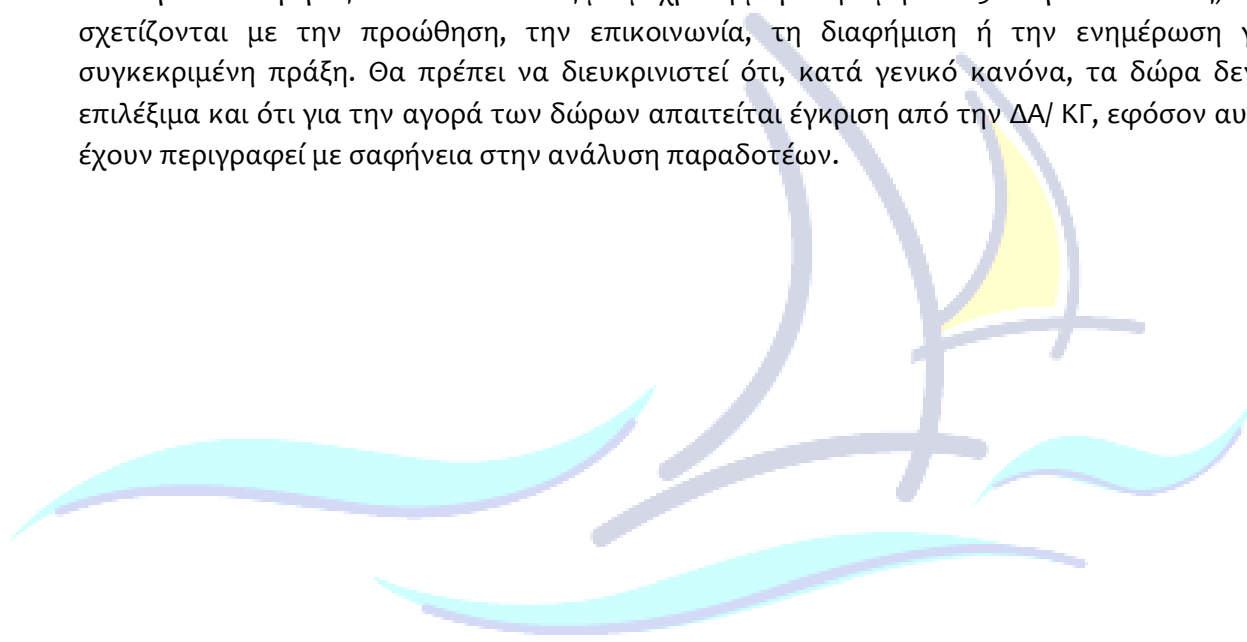 σχετίζονται με την προώθηση, την επικοινωνία, τη διαφήμιση ή την ενημέρωση γ
συγκεκριμένη πράξη. Θα πρέπει να διευκρινιστεί ότι, κατά γενικό κανόνα, τα δώρα δεν
επιλέξιμα και ότι για την αγορά των δώρων απαιτείται έγκριση από την ΔΑ/ ΚΓ, εφόσον αυ
έχουν περιγραφεί με σαφήνεια στην ανάλυση παραδοτέων.